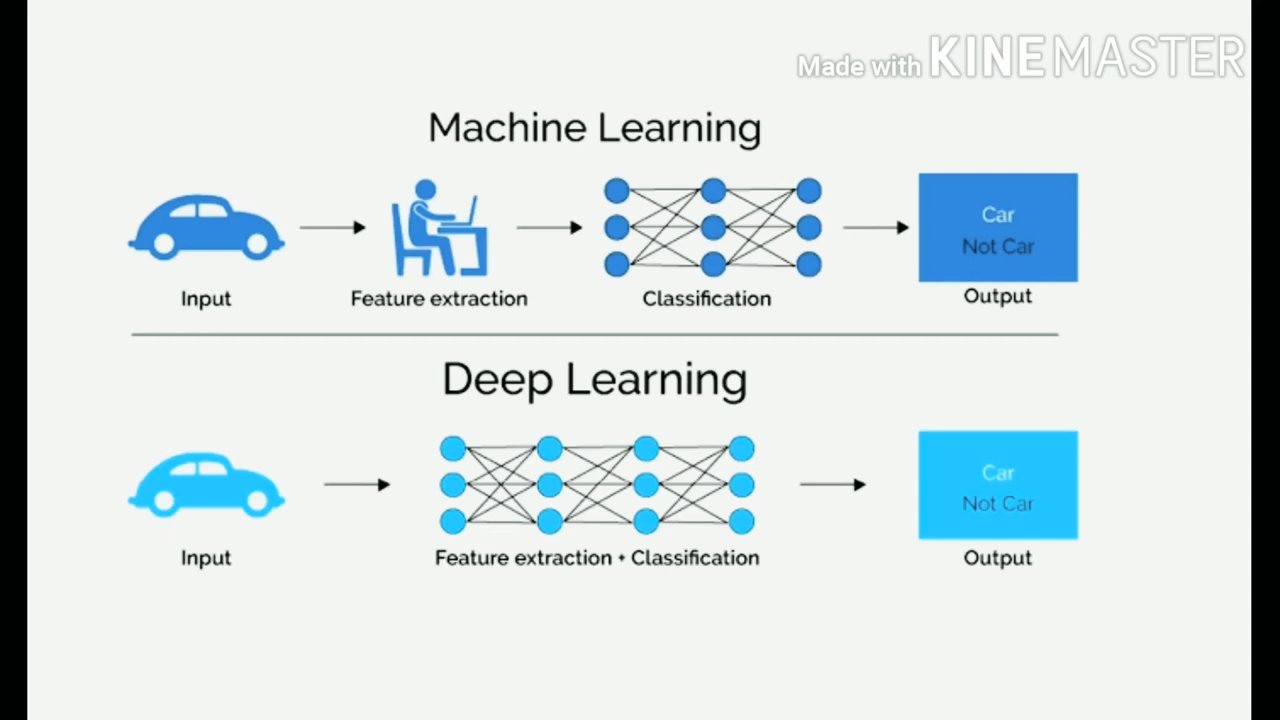 Made with KINEMASTER
Machine Learning
Car
Not Car
Input
Feature extraction
Classification
Output
Deep Learning
Car
Not Car
Input
Feature extraction + Classification
Output